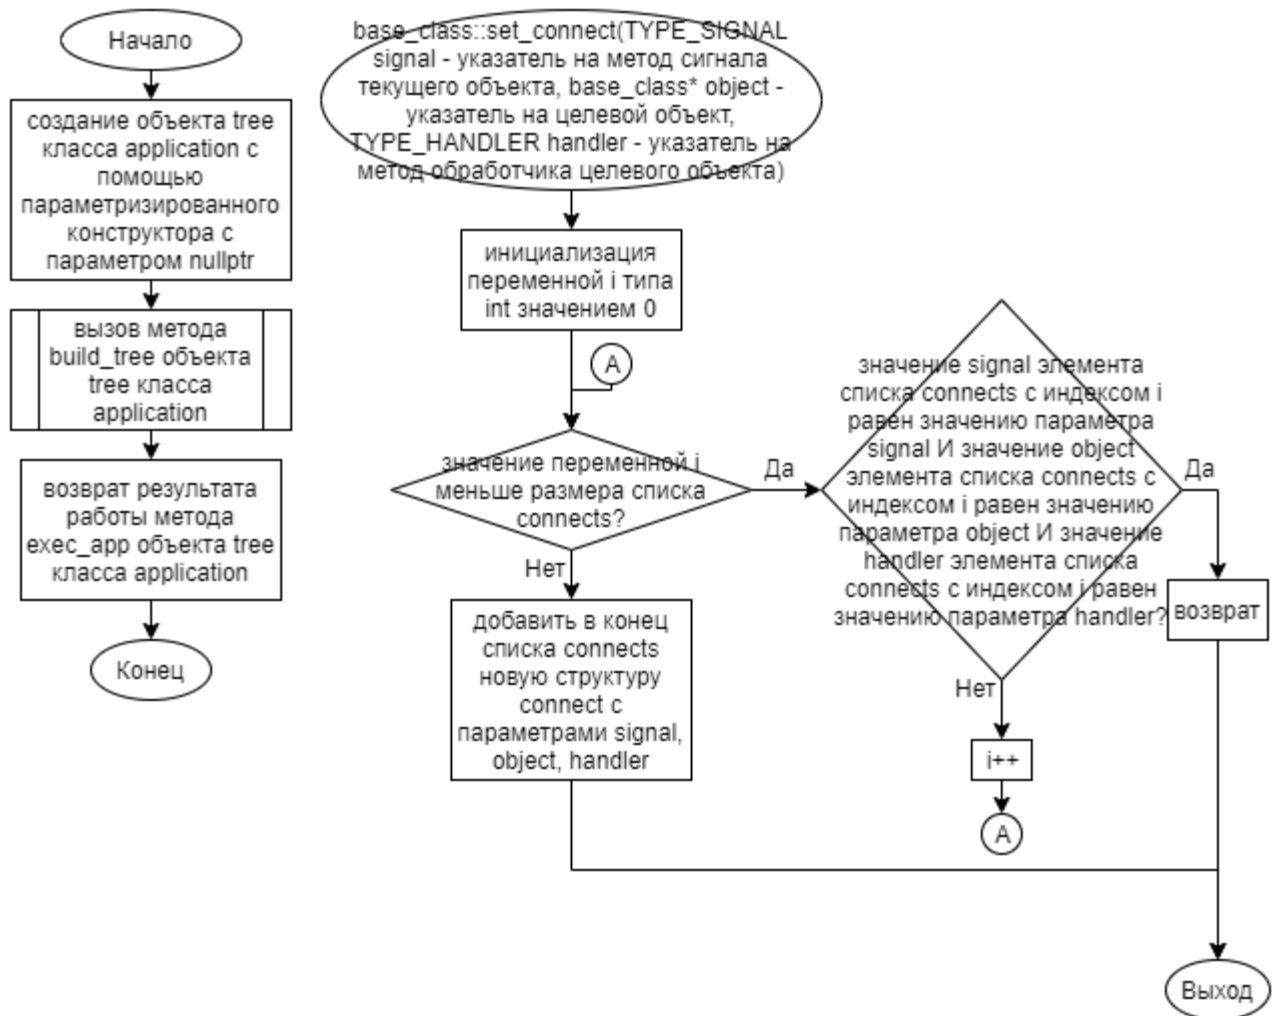 Начало
создание объекта tree
класса application с
помощью
параметризированного
конструктора с
параметром nullptr
вызов метода
build_tree объекта
tree класса
application
возврат результата
работы метода
exec_app объекта tree
класса application
Конец
base_class::set_connect(TYPE_SIGNAL
signal - указатель на метод сигнала
текущего объекта, base_class* object -
указатель на целевой объект,
TYPE_HANDLER handler - указатель на
метод обработчика целевого объекта)
инициализация
переменной i типа
int значением 0
A
значение переменной i
меньше размера списка
connects?
Да
Нет
добавить в конец
списка connects
новую структуру
connect с
параметрами signal,
object, handler
значение signal элемента
списка connects с индексом i
равен значению параметра
signal И значение object
элемента списка connects с
индексом i равен значению
параметра object И значение
handler элемента списка
connects с индексом i равен
значению параметра handler?
Да
возврат
Нет
i++
A
Выход